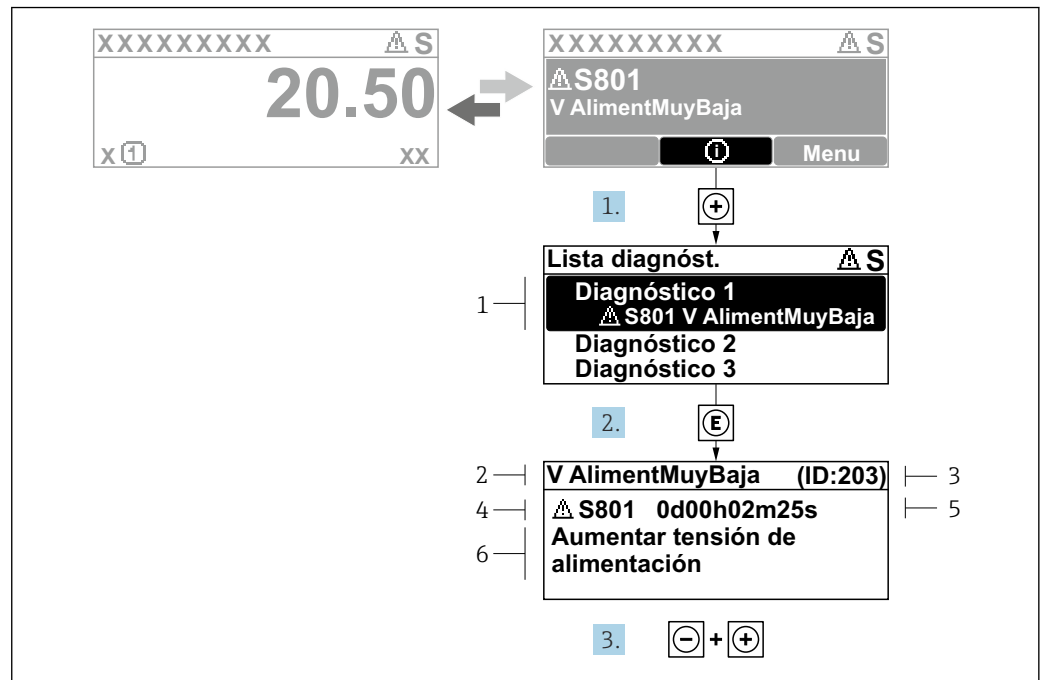 XXXXXXXXX ⚠ S
20.50
x ① xx
XXXXXXXXX ⚠ S
⚠ S801
V AlimentMuyBaja
ⓘ Menu
1. +
Lista diagnóst. ⚠ S
1
Diagnóstico 1
⚠ S801 V AlimentMuyBaja
Diagnóstico 2
Diagnóstico 3
2. E
2 V AlimentMuyBaja (ID:203) 3
4 ⚠ S801 0d00h02m25s 5
6
Aumentar tensión de
alimentación
3. − + +